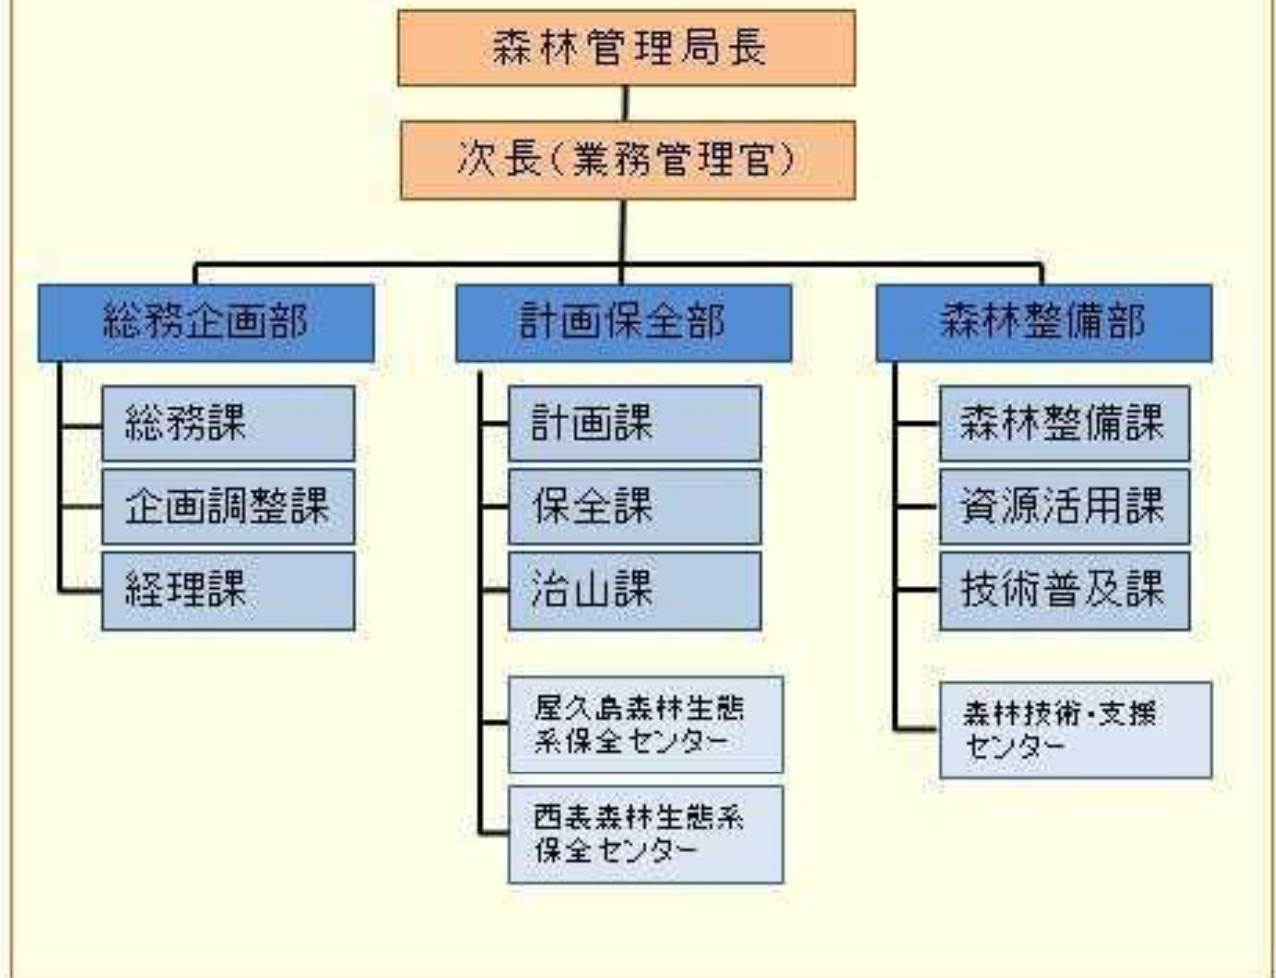 森林管理局長
次長(業務管理官)
総務企画部
総務課
企画調整課
経理課
計画保全部
計画課
保全課
治山課
屋久島森林生態
系保全センター
西表森林生態系
保全センター
森林整備部
森林整備課
資源活用課
技術普及課
森林技術・支援
センター